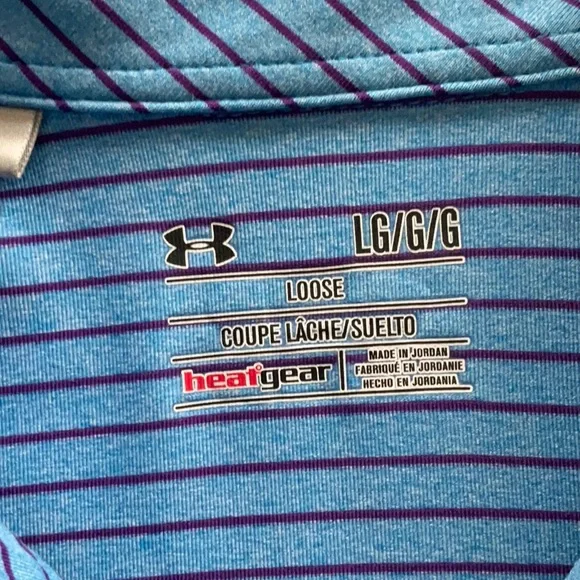 LG/G/G
LOOSE
COUPE LÂCHE/SUELTO
heatgear
MADE IN JORDAN
FABRIQUÉ EN JORDANIE
HECHO EN JORDANIA